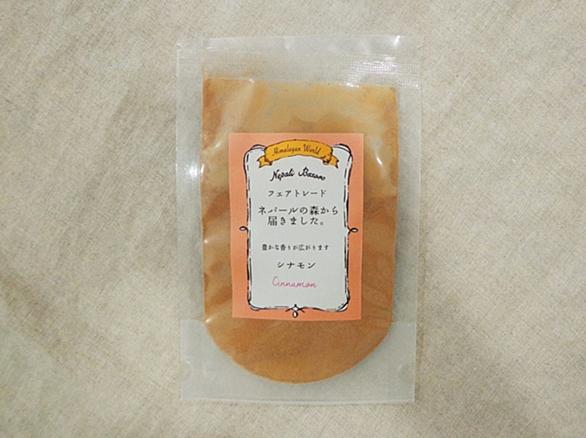 Himalayan World
Nepali Bazaro
フェアトレード
ネパールの森から
届きました。
豊かな香りが広がります
シナモン
Cinnamon